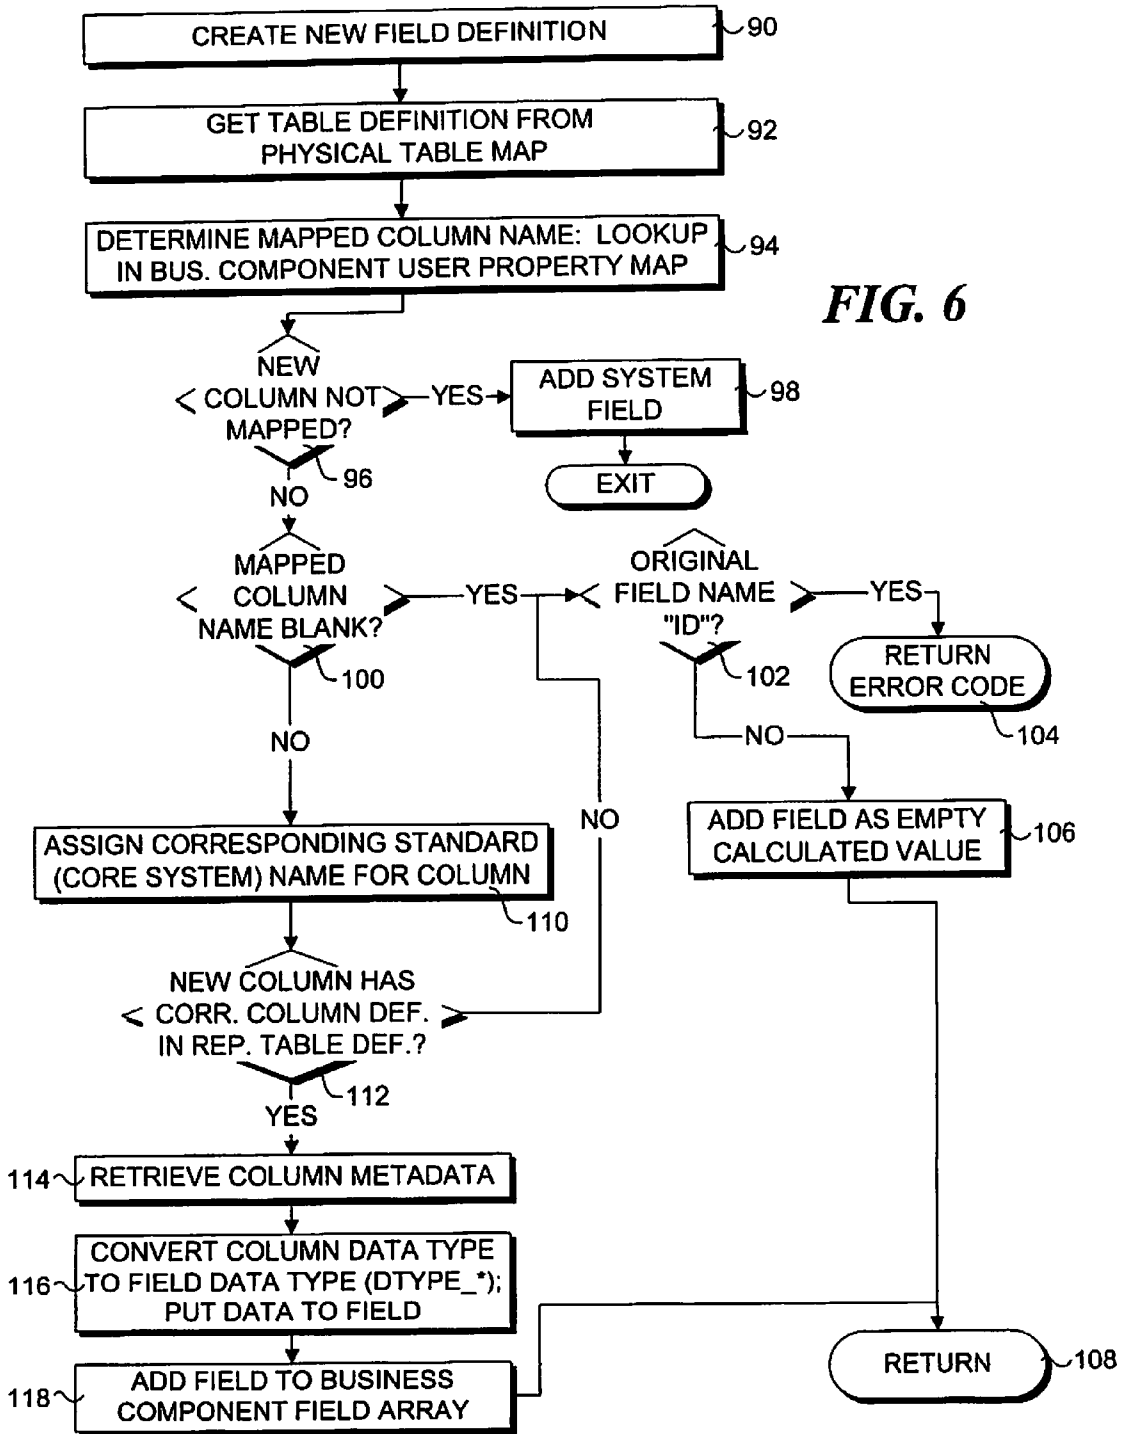 CREATE NEW FIELD DEFINITION
90
GET TABLE DEFINITION FROM
PHYSICAL TABLE MAP
92
DETERMINE MAPPED COLUMN NAME: LOOKUP
IN BUS. COMPONENT USER PROPERTY MAP
94
FIG. 6
NEW
COLUMN NOT
MAPPED?
96
YES
ADD SYSTEM
FIELD
98
EXIT
NO
MAPPED
COLUMN
NAME BLANK?
100
YES
ORIGINAL
FIELD NAME
"ID"?
102
YES
RETURN
ERROR CODE
104
NO
NO
ADD FIELD AS EMPTY
CALCULATED VALUE
106
NO
ASSIGN CORRESPONDING STANDARD
(CORE SYSTEM) NAME FOR COLUMN
110
NEW COLUMN HAS
CORR. COLUMN DEF.
IN REP. TABLE DEF.?
112
YES
114
RETRIEVE COLUMN METADATA
CONVERT COLUMN DATA TYPE
116
TO FIELD DATA TYPE (DTYPE_*);
PUT DATA TO FIELD
118
ADD FIELD TO BUSINESS
COMPONENT FIELD ARRAY
RETURN
108